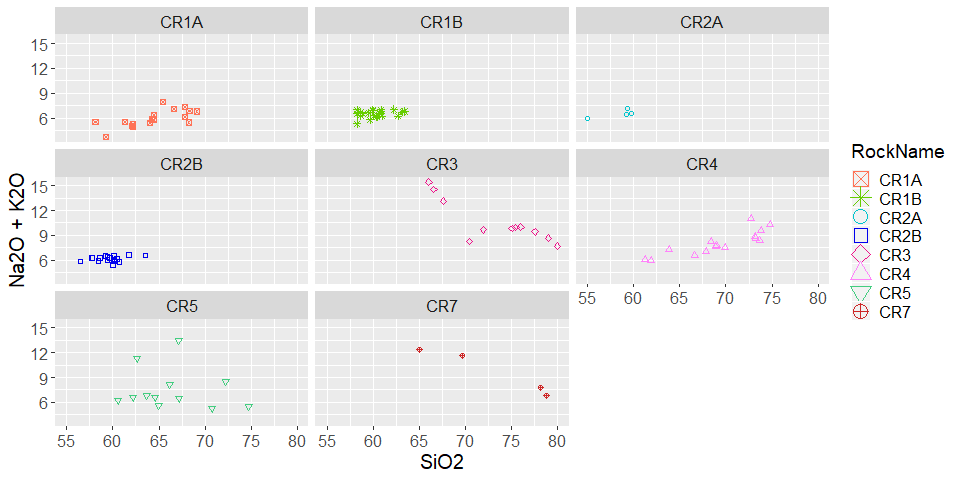 CR1A CR1B CR2A
15
12
9
6
CR2B CR3 CR4
15
12
9
6
55 60 65 70 75 80
CR5 CR7
15
12
9
6
55 60 65 70 75 80 55 60 65 70 75 80
SiO2
Na2O + K2O
RockName
CR1A
CR1B
CR2A
CR2B
CR3
CR4
CR5
CR7